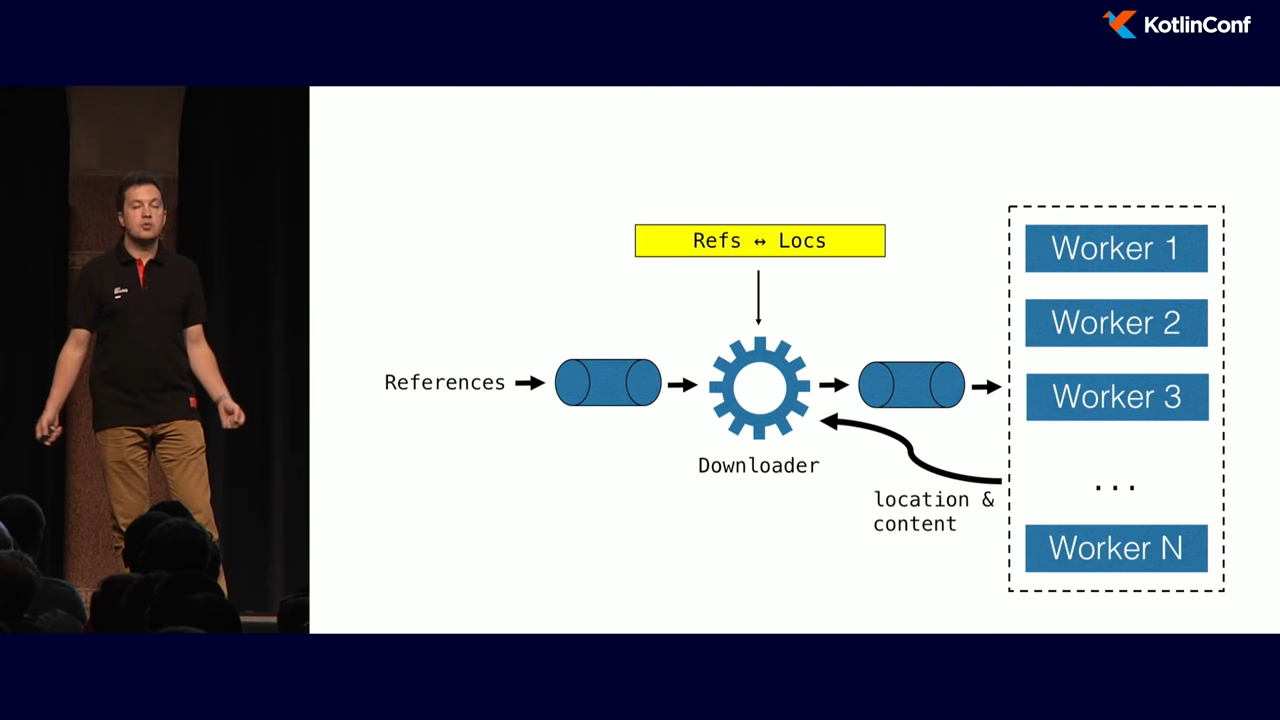 KotlinConf
Refs ↔ Locs
References
Downloader
location &
content
Worker 1
Worker 2
Worker 3
...
Worker N